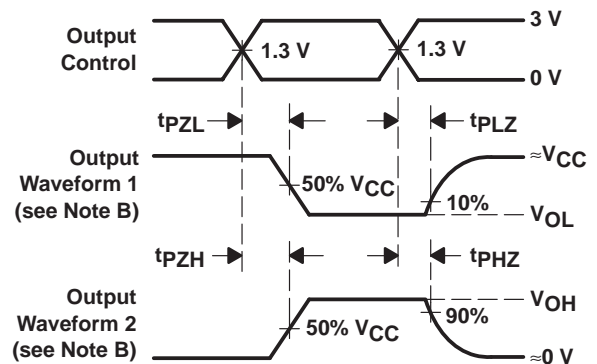 3 V
Output
Control
1.3 V 1.3 V
0 V
tPZL tPLZ
Output
Waveform 1
(see Note B)
≈VCC
50% VCC
10%
VOL
tPZH tPHZ
Output
Waveform 2
(see Note B)
VOH
90%
50% VCC
≈0 V